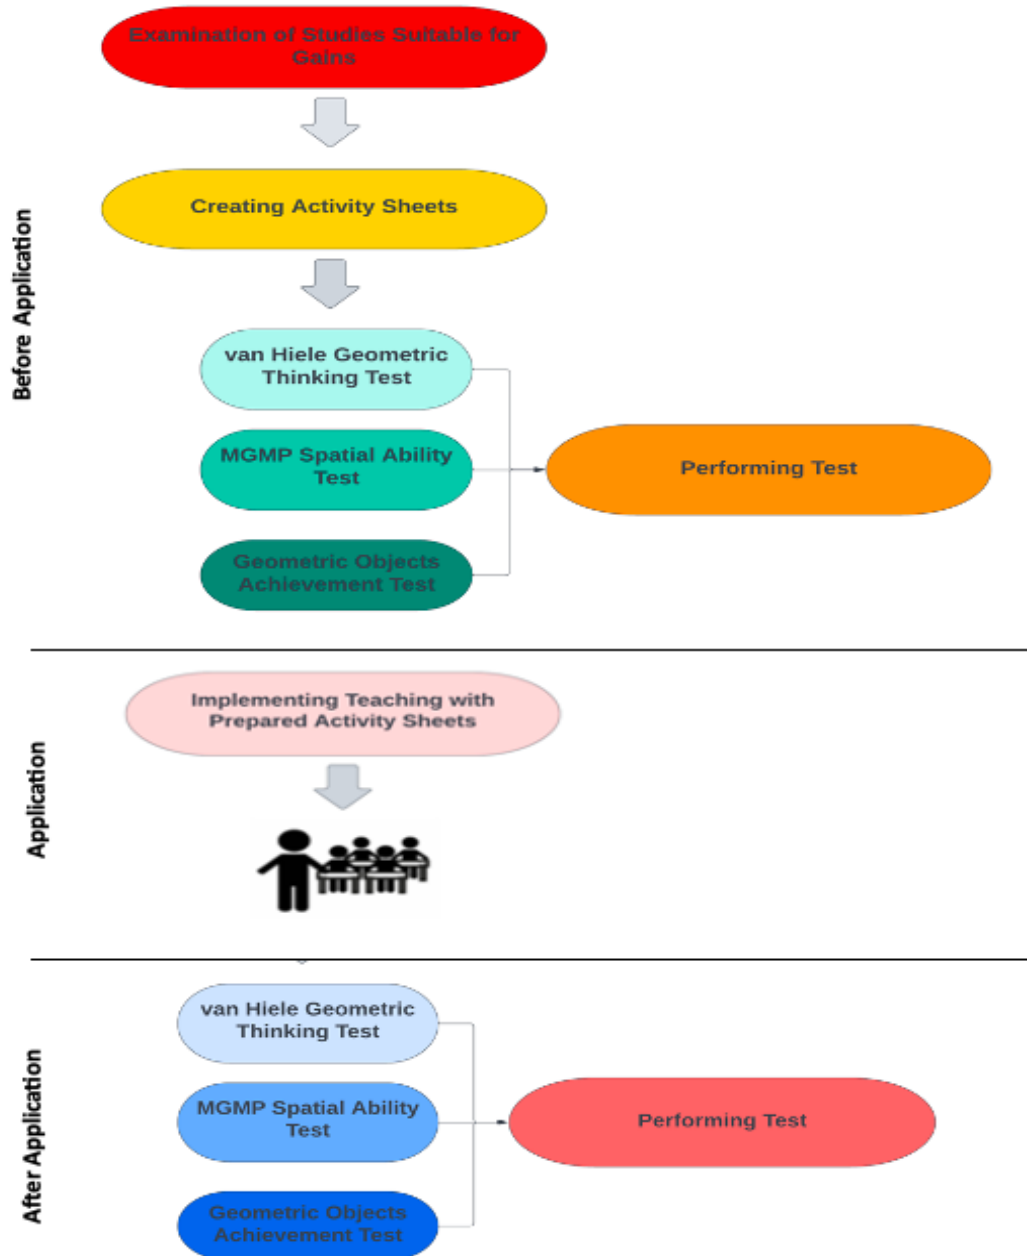 Examination of Studies Suitable for
Gains
Creating Activity Sheets
Before Application
van Hiele Geometric
Thinking Test
MGMP Spatial Ability
Test
Performing Test
Geometric Objects
Achievement Test
Implementing Teaching with
Prepared Activity Sheets
Application
van Hiele Geometric
Thinking Test
MGMP Spatial Ability
Test
Performing Test
After Application
Geometric Objects
Achievement Test